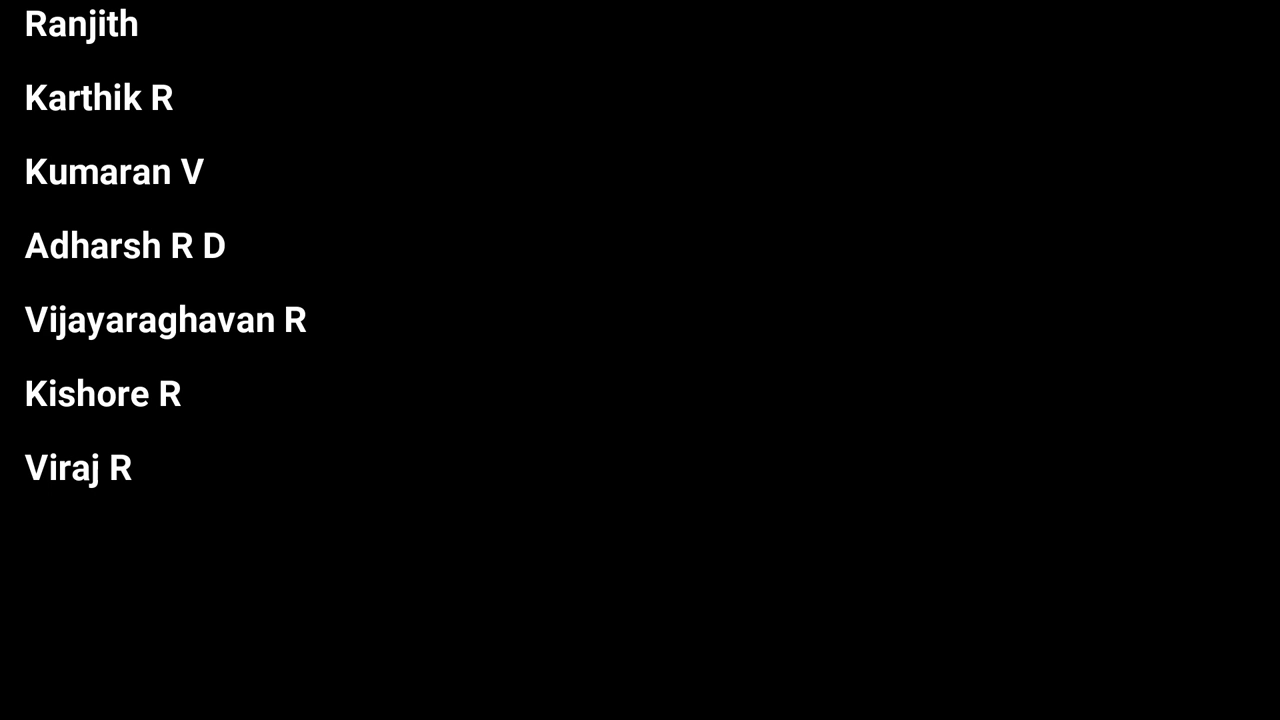 Ranjith
Karthik R
Kumaran V
Adharsh R D
Vijayaraghavan R
Kishore R
Viraj R